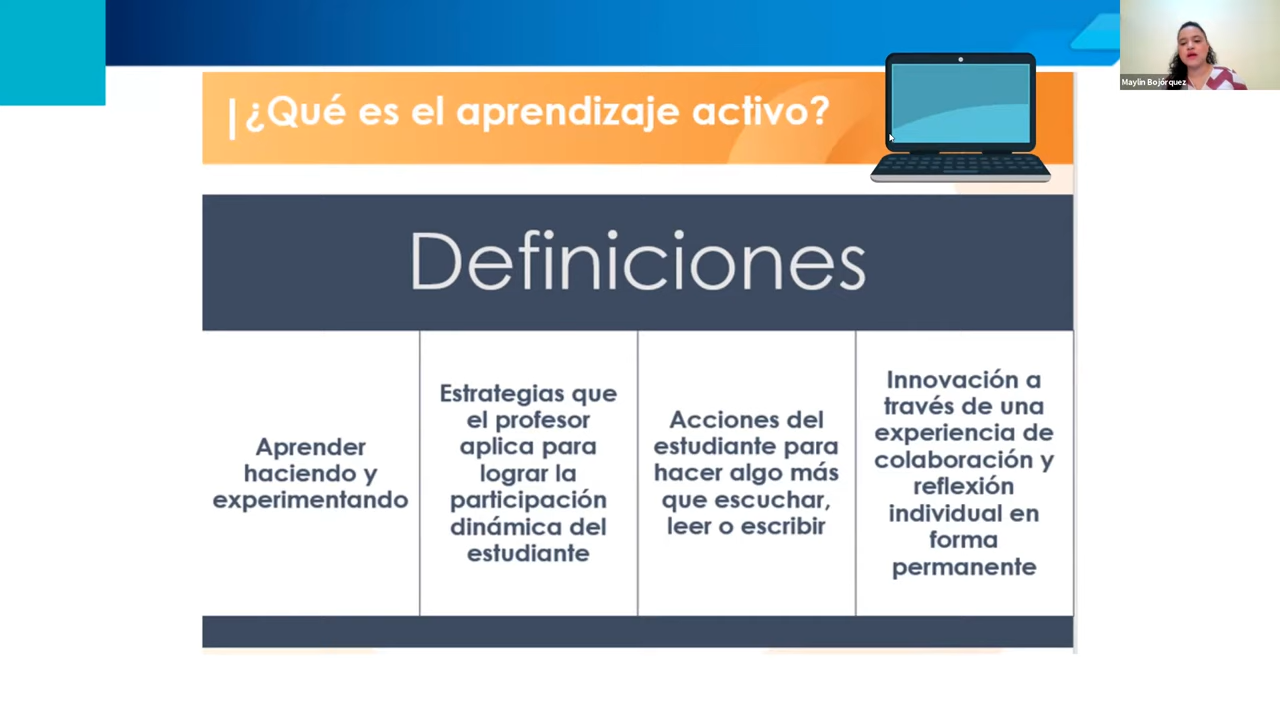 |¿Qué es el aprendizaje activo?
Maylin Bojórquez
Definiciones
Aprender
haciendo y
experimentando
Estrategias que
el profesor
aplica para
lograr la
participación
dinámica del
estudiante
Acciones del
estudiante para
hacer algo más
que escuchar,
leer o escribir
Innovación a
través de una
experiencia de
colaboración y
reflexión
individual en
forma
permanente